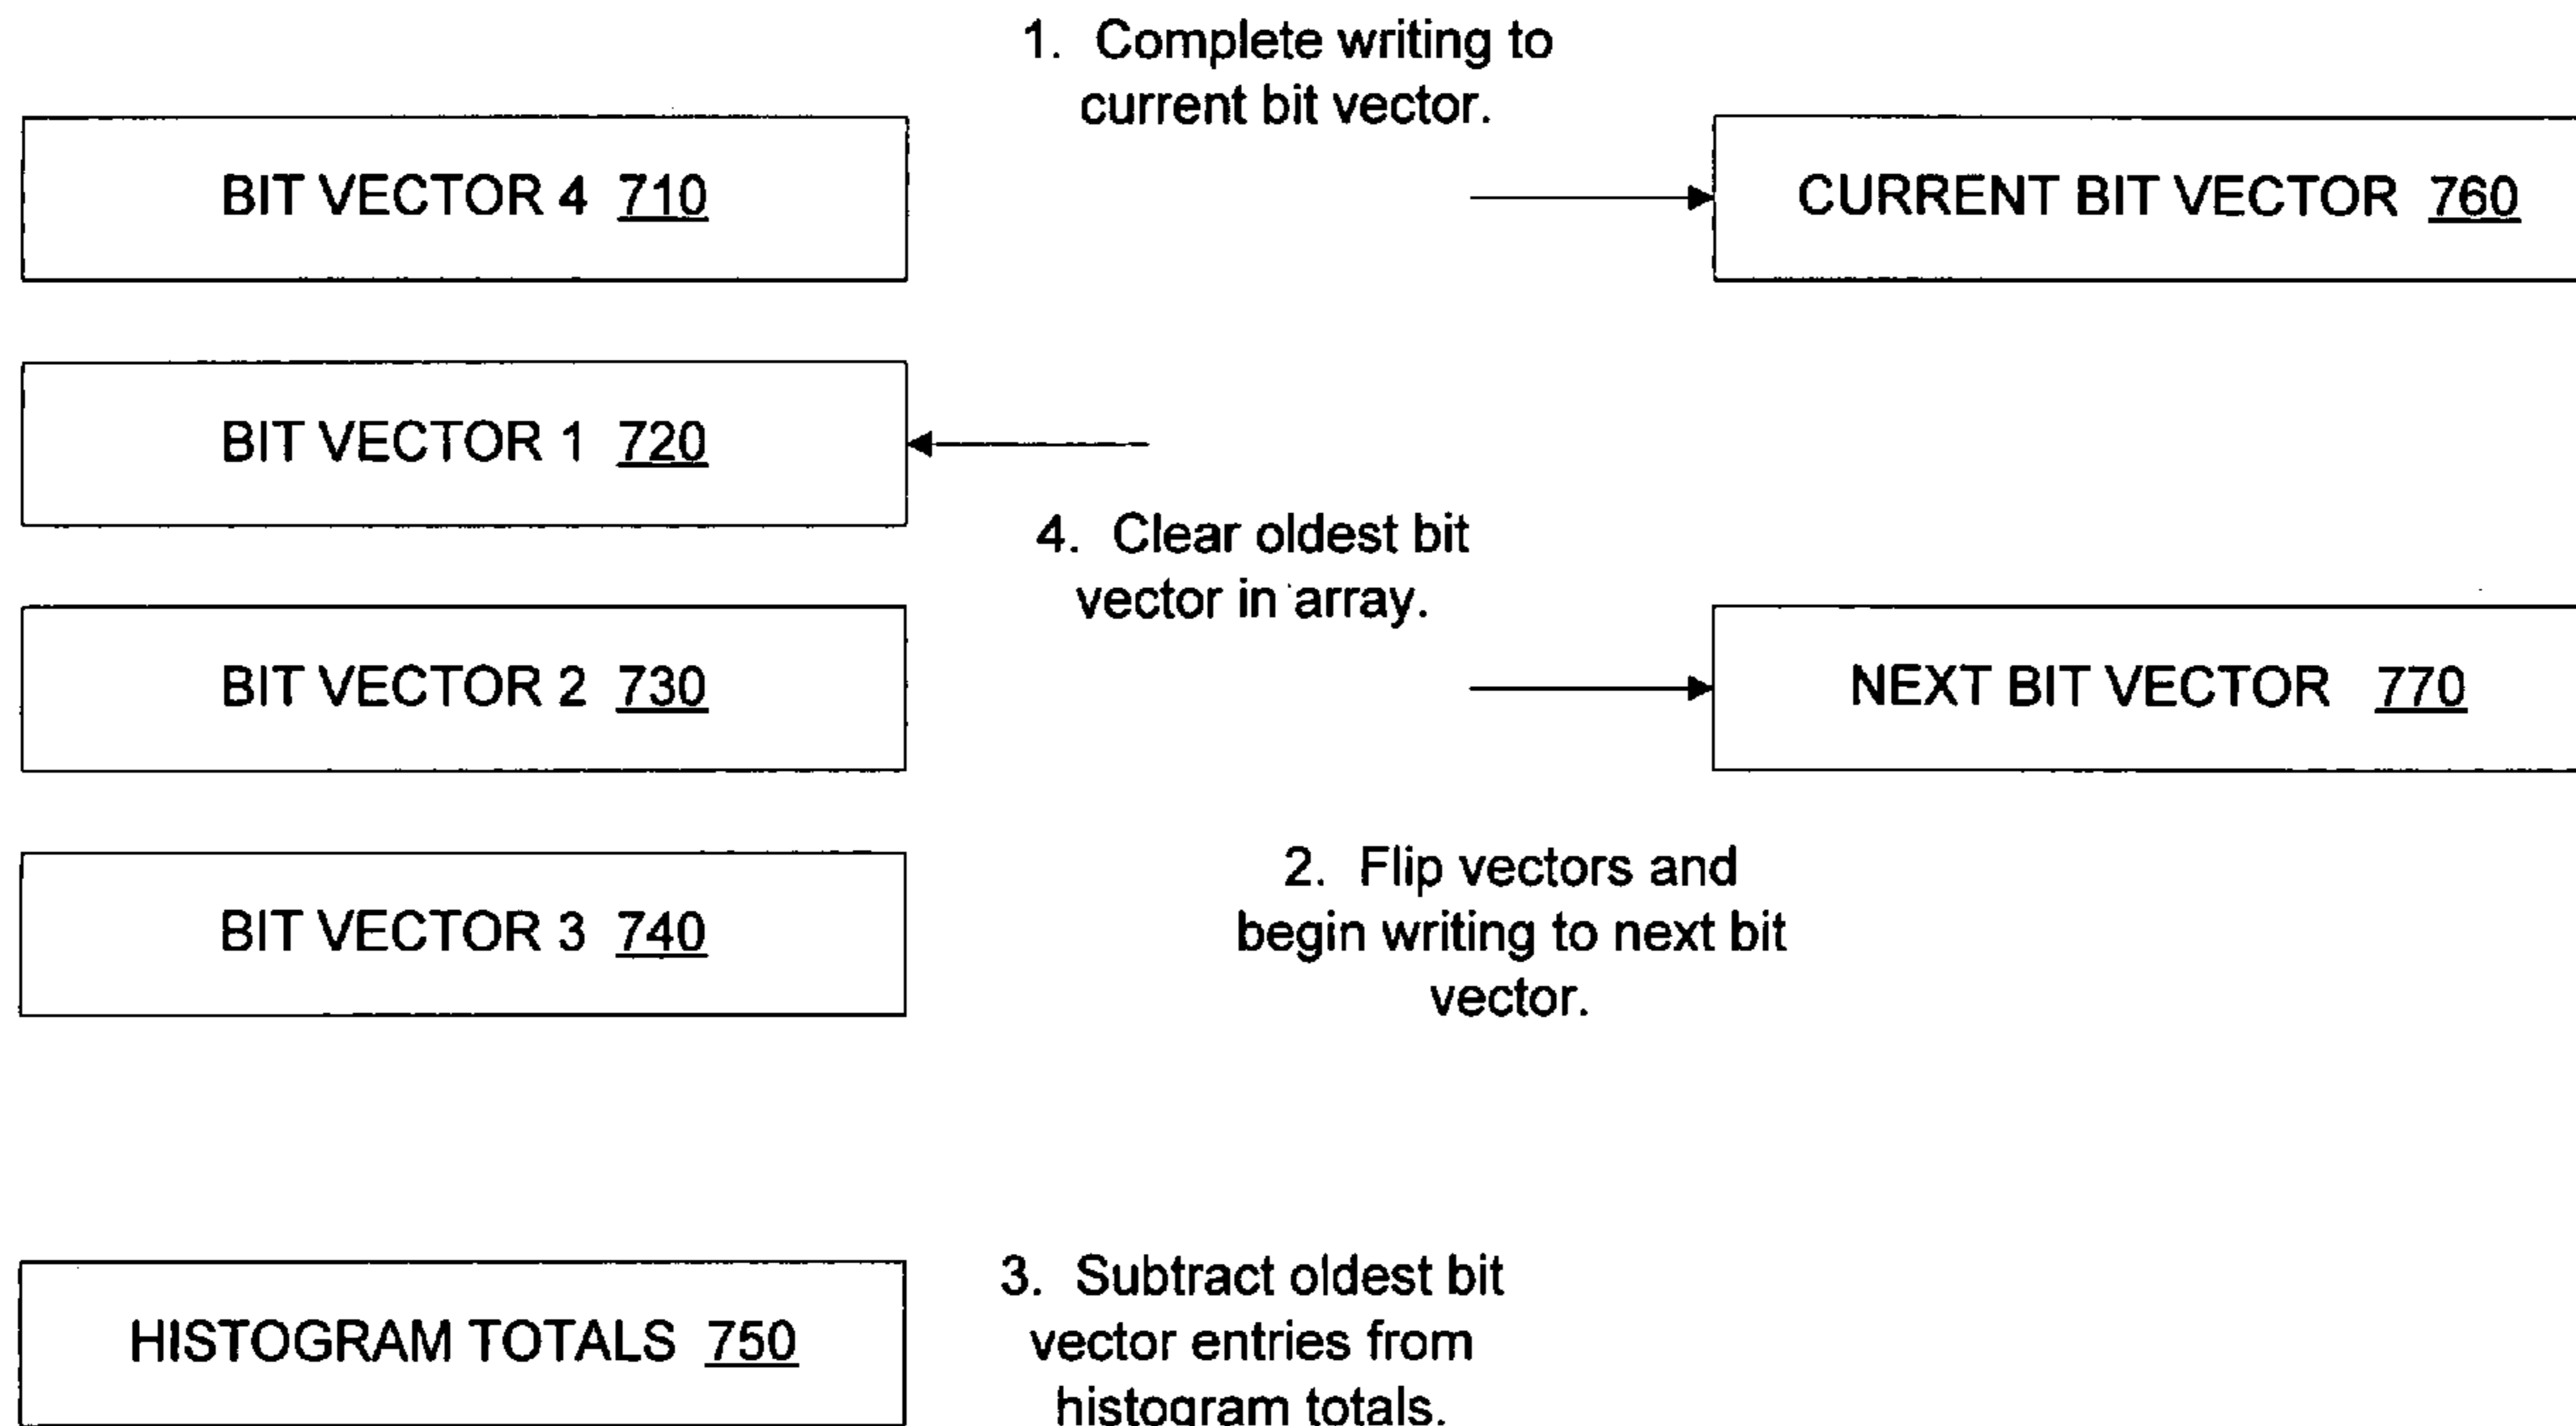 1. Complete writing to
current bit vector.
BIT VECTOR 4 710
CURRENT BIT VECTOR 760
BIT VECTOR 1 720
4. Clear oldest bit
vector in array.
BIT VECTOR 2 730
NEXT BIT VECTOR 770
BIT VECTOR 3 740
2. Flip vectors and
begin writing to next bit
vector.
HISTOGRAM TOTALS 750
3. Subtract oldest bit
vector entries from
histogram totals.